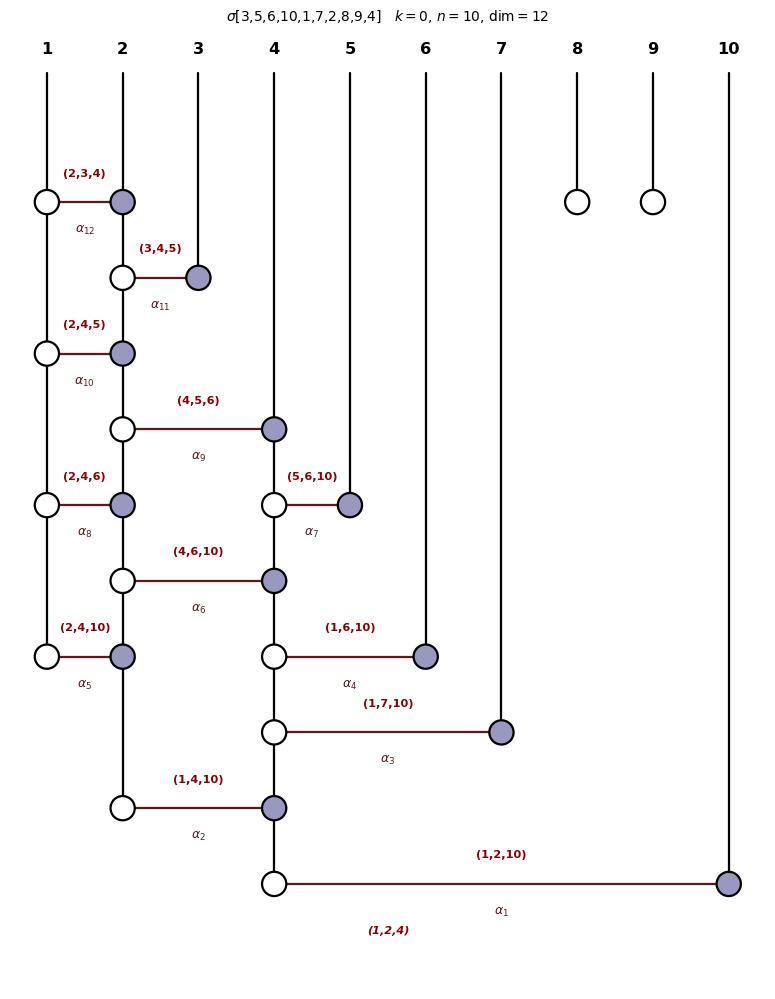 σ[3,5,6,10,1,7,2,8,9,4]   k = 0, n = 10, dim = 12
1 2 3 4 5 6 7 8 9 10
(2,3,4)
α₁₂
(3,4,5)
α₁₁
(2,4,5)
α₁₀
(4,5,6)
α₉
(2,4,6) (5,6,10)
α₈ α₇
(4,6,10)
α₆
(2,4,10) (1,6,10)
α₅ α₄
(1,7,10)
α₃
(1,4,10)
α₂
(1,2,10)
α₁
(1,2,4)